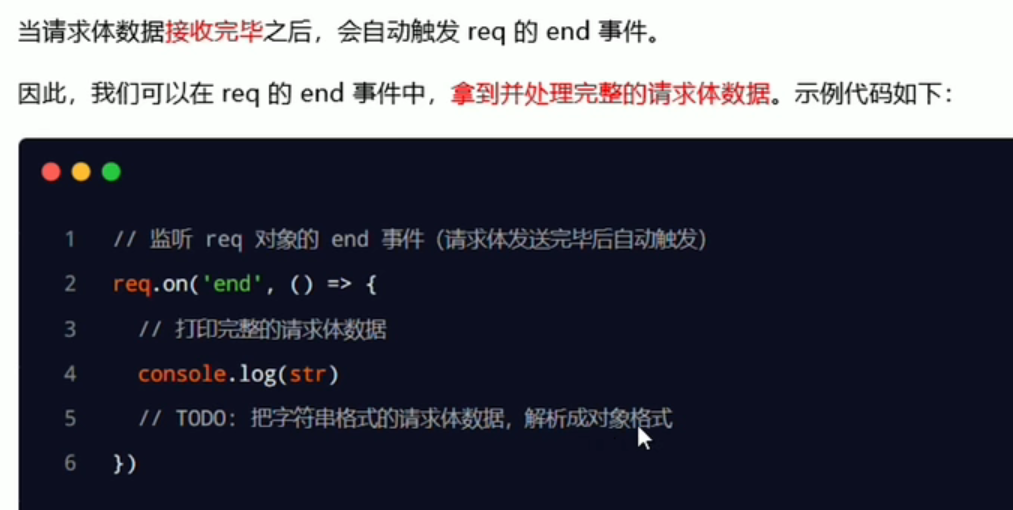 当请求体数据接收完毕之后，会自动触发 req 的 end 事件。
因此，我们可以在 req 的 end 事件中，拿到并处理完整的请求体数据。示例代码如下：
1 // 监听 req 对象的 end 事件（请求体发送完毕后自动触发）
2 req.on('end', () => {
3 // 打印完整的请求体数据
4 console.log(str)
5 // TODO: 把字符串格式的请求体数据，解析成对象格式
6 })